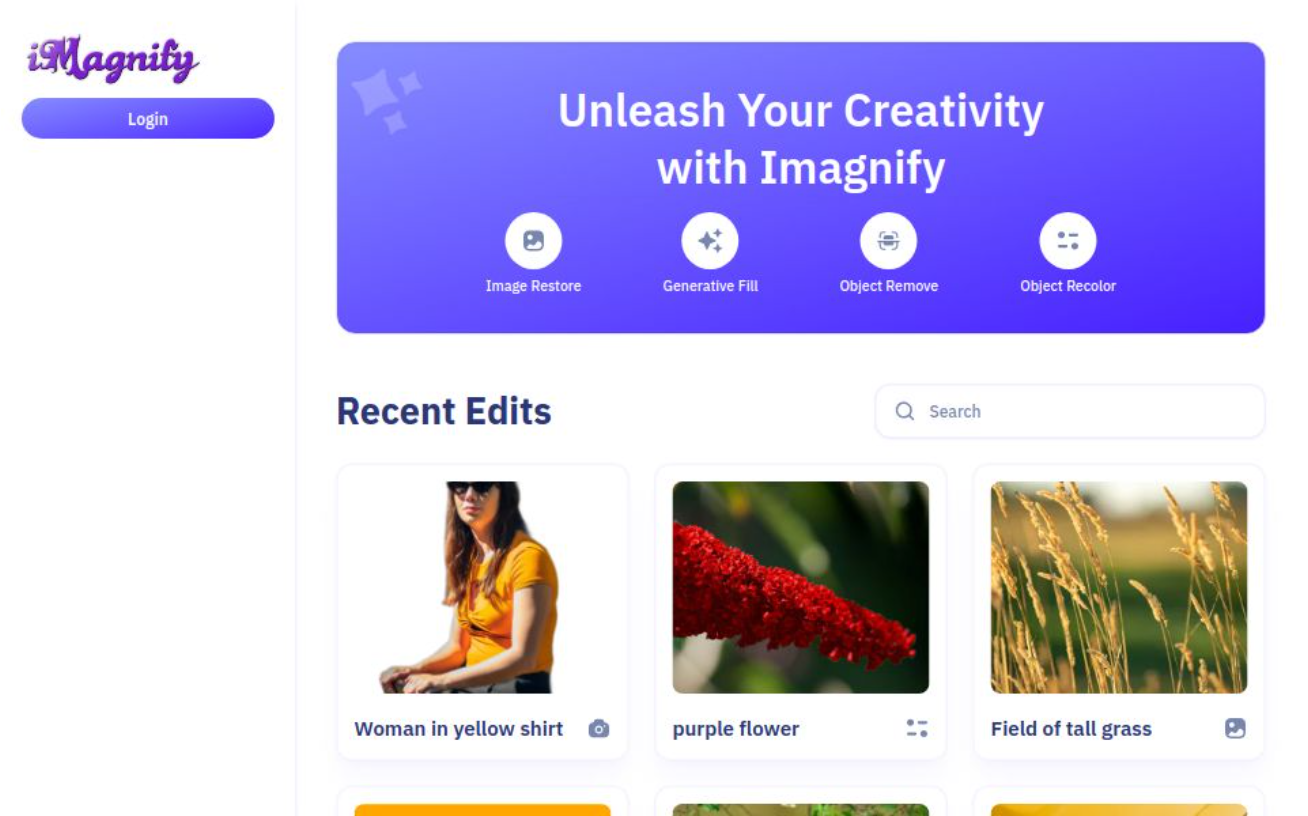 iMagnify
Login
Unleash Your Creativity
with Imagnify
Image Restore
Generative Fill
Object Remove
Object Recolor
Recent Edits
Search
Woman in yellow shirt
purple flower
Field of tall grass